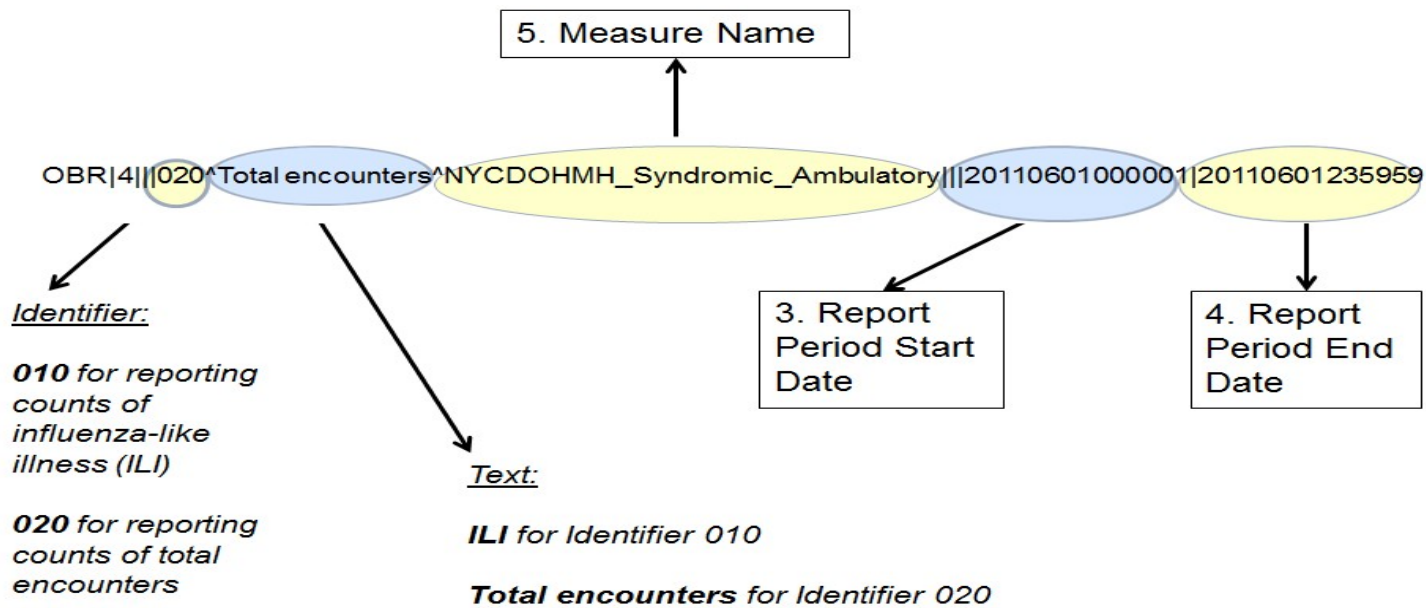 5. Measure Name
OBR|4|||020^Total encounters^NYCDOHMH_Syndromic_Ambulatory|||20110601000001|20110601235959
Identifier:
010 for reporting
counts of
influenza-like
illness (ILI)
020 for reporting
counts of total
encounters
Text:
ILI for Identifier 010
Total encounters for Identifier 020
3. Report
Period Start
Date
4. Report
Period End
Date